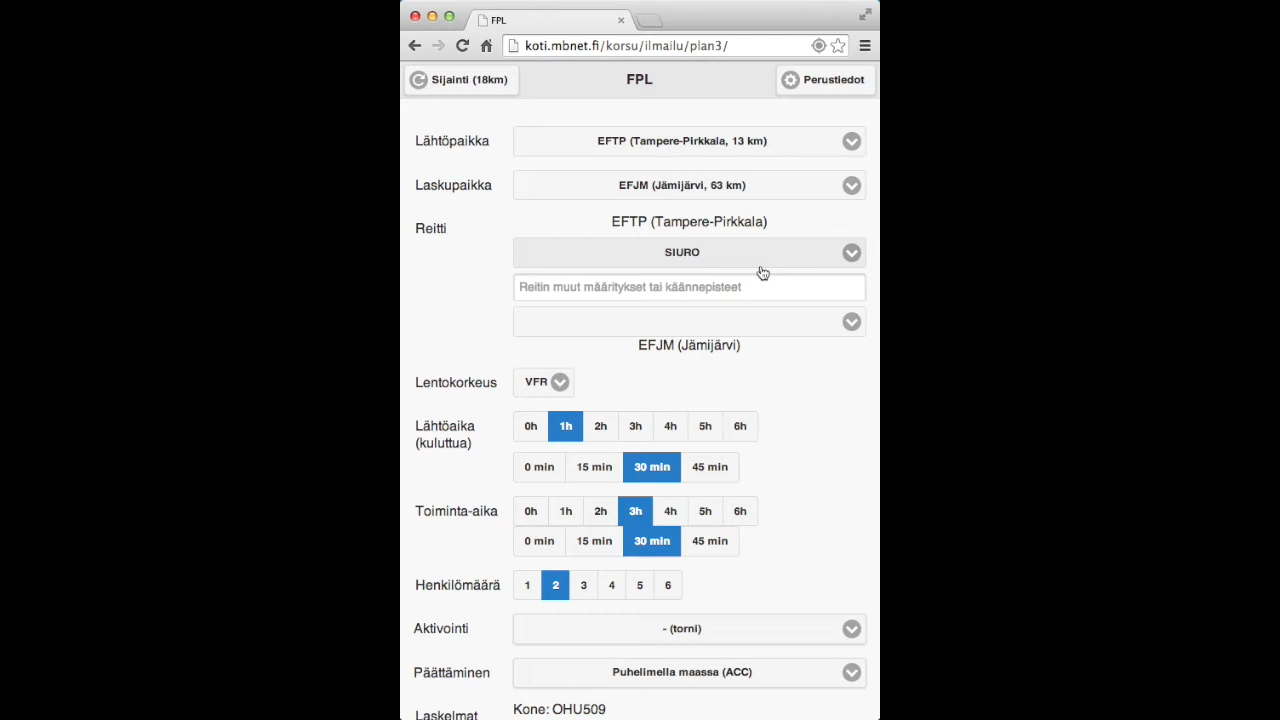 FPL
koti.mbnet.fi/korsu/ilmailu/plan3/
Sijainti (18km) FPL Perustiedot
Lähtöpaikka EFTP (Tampere-Pirkkala, 13 km)
Laskupaikka EFJM (Jämijärvi, 63 km)
Reitti EFTP (Tampere-Pirkkala)
SIURO
Reitin muut määritykset tai käännepisteet
EFJM (Jämijärvi)
Lentokorkeus VFR
Lähtöaika 0h 1h 2h 3h 4h 5h 6h
(kuluttua)
0 min 15 min 30 min 45 min
Toiminta-aika 0h 1h 2h 3h 4h 5h 6h
0 min 15 min 30 min 45 min
Henkilömäärä 1 2 3 4 5 6
Aktivointi - (torni)
Päättäminen Puhelimella maassa (ACC)
Laskelmat Kone: OHU509